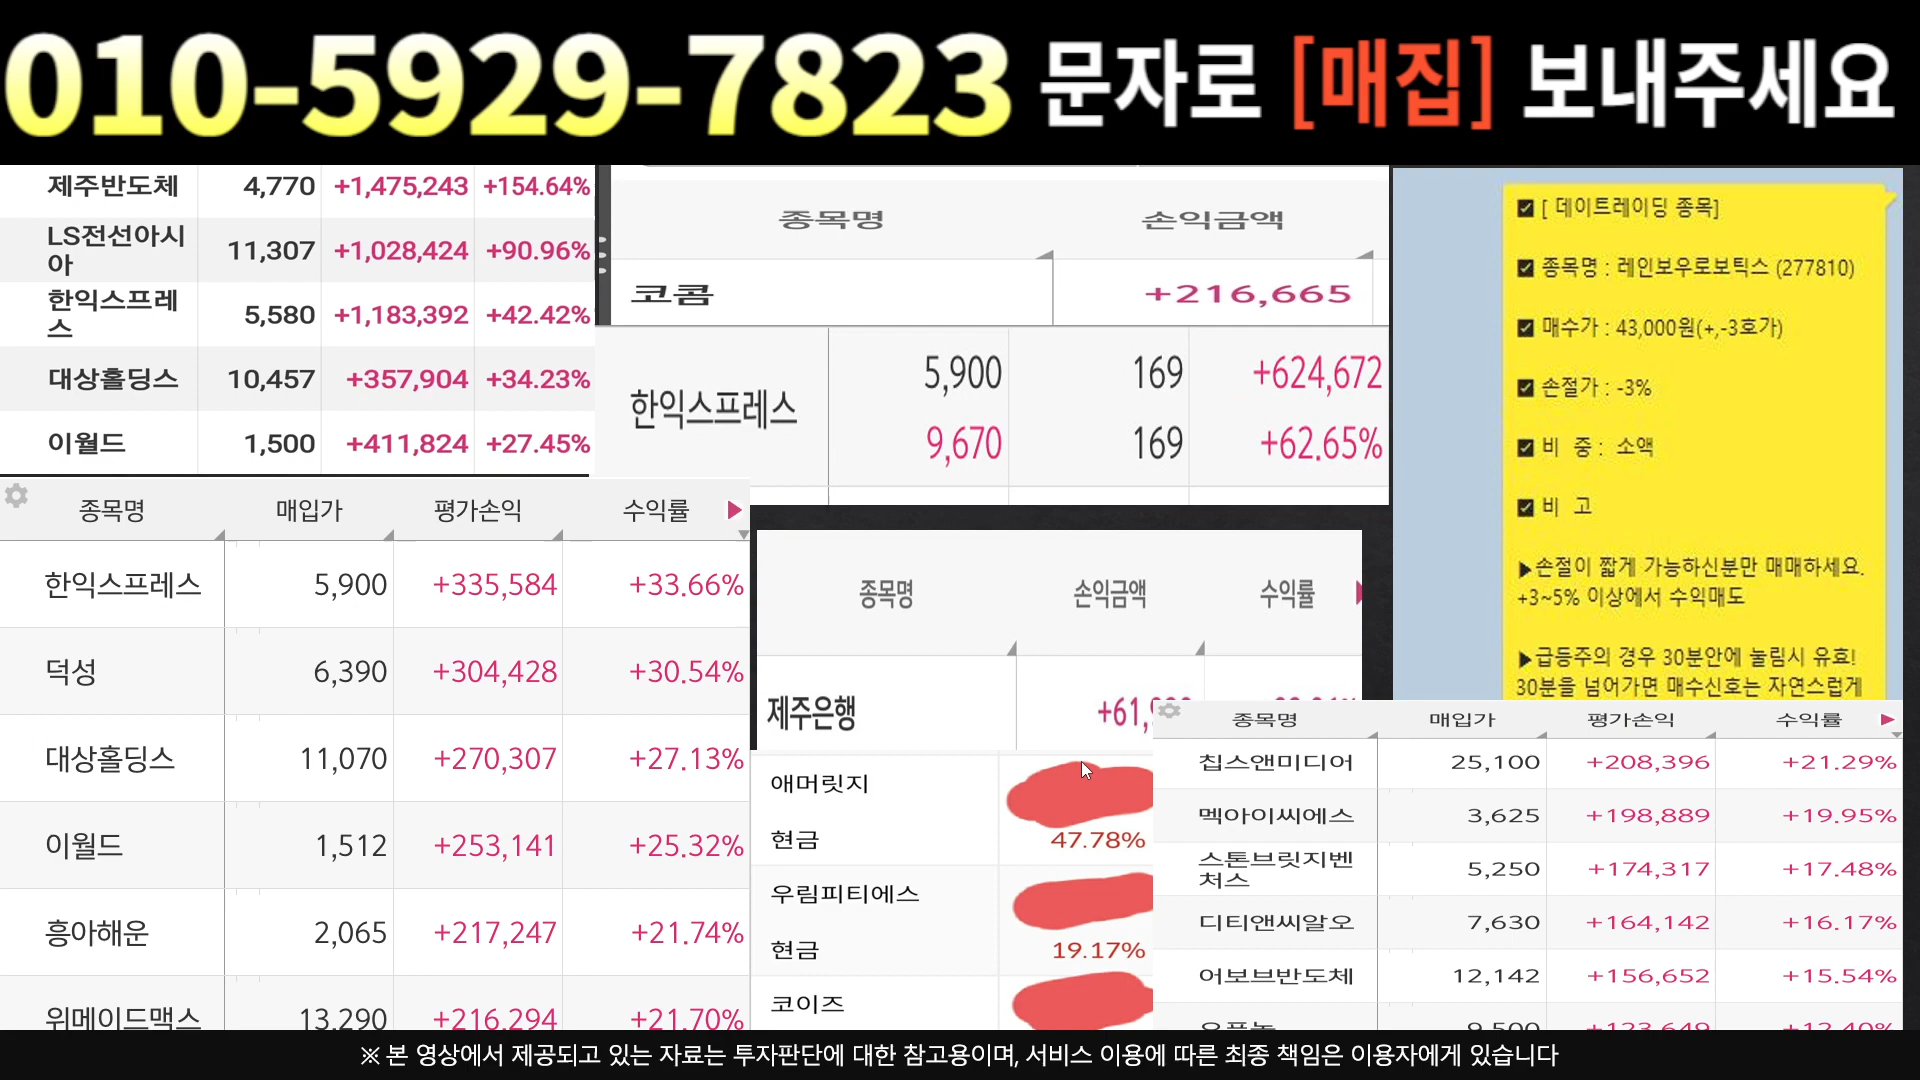 010-5929-7823 문자로 [매집] 보내주세요
제주반도체 4,770 +1,475,243 +154.64%
LS전선아시아 11,307 +1,028,424 +90.96%
한익스프레스 5,580 +1,183,392 +42.42%
대상홀딩스 10,457 +357,904 +34.23%
이월드 1,500 +411,824 +27.45%
종목명 손익금액
코콤 +216,665
한익스프레스 5,900 169 +624,672
9,670 169 +62.65%
☑ [ 데이트레이딩 종목]
☑ 종목명 : 레인보우로보틱스 (277810)
☑ 매수가 : 43,000원(+,-3호가)
☑ 손절가 : -3%
☑ 비 중 : 소액
☑ 비 고
▶손절이 짧게 가능하신분만 매매하세요.
+3~5% 이상에서 수익매도
▶급등주의 경우 30분안에 눌림시 유효!
30분을 넘어가면 매수신호는 자연스럽게
종목명 매입가 평가손익 수익률
한익스프레스 5,900 +335,584 +33.66%
덕성 6,390 +304,428 +30.54%
대상홀딩스 11,070 +270,307 +27.13%
이월드 1,512 +253,141 +25.32%
흥아해운 2,065 +217,247 +21.74%
위메이드맥스 13,290 +216,294 +21.70%
종목명 손익금액 수익률
제주은행
애머릿지
현금 47.78%
우림피티에스
현금 19.17%
코이즈
종목명 매입가 평가손익 수익률
칩스앤미디어 25,100 +208,396 +21.29%
멕아이씨에스 3,625 +198,889 +19.95%
스톤브릿지벤처스 5,250 +174,317 +17.48%
디티앤씨알오 7,630 +164,142 +16.17%
어보브반도체 12,142 +156,652 +15.54%
※ 본 영상에서 제공되고 있는 자료는 투자판단에 대한 참고용이며, 서비스 이용에 따른 최종 책임은 이용자에게 있습니다